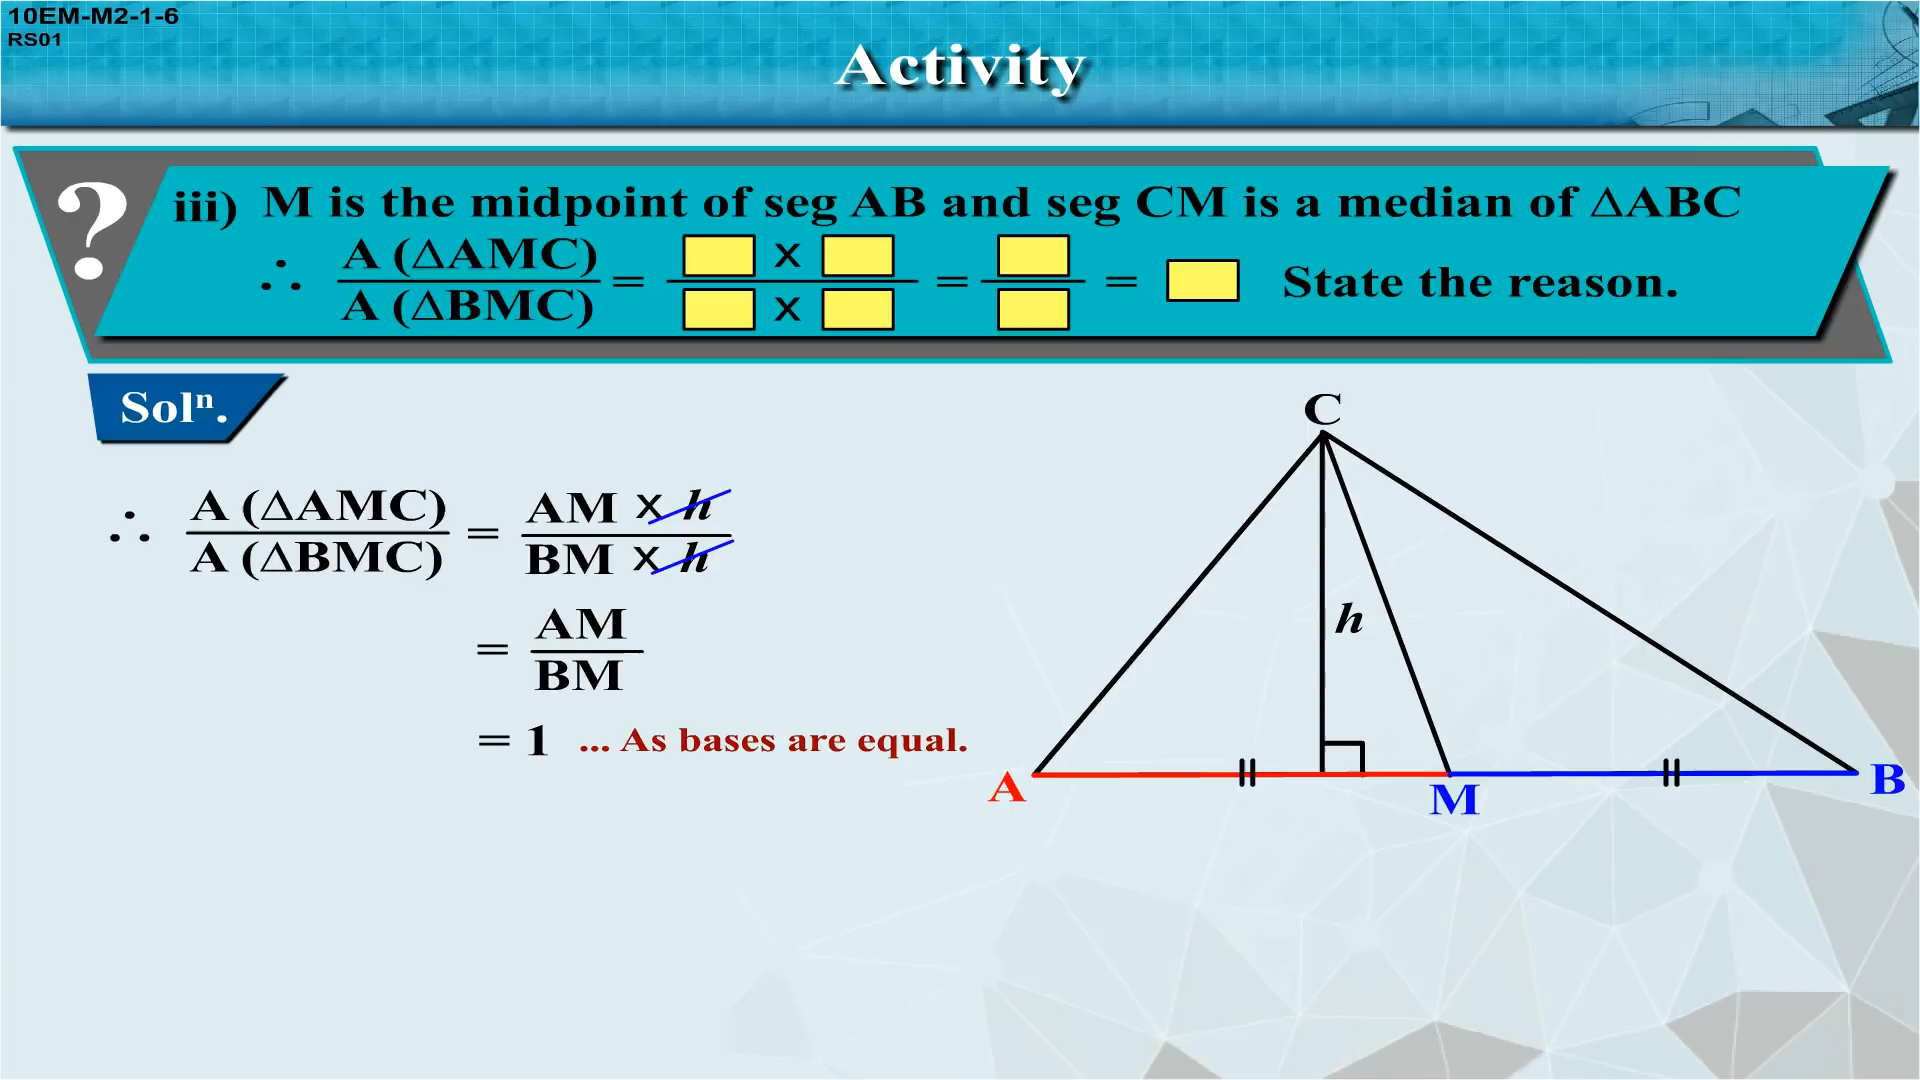 10EM-M2-1-6
RS01
Activity
?
iii) M is the midpoint of seg AB and seg CM is a median of ΔABC
∴ A (ΔAMC) / A (ΔBMC) = □ x □ / □ x □ = □ / □ = □ State the reason.
Solⁿ.
∴ A (ΔAMC) / A (ΔBMC) = AM x h / BM x h
= AM / BM
= 1 ... As bases are equal.
C
h
A
M
B